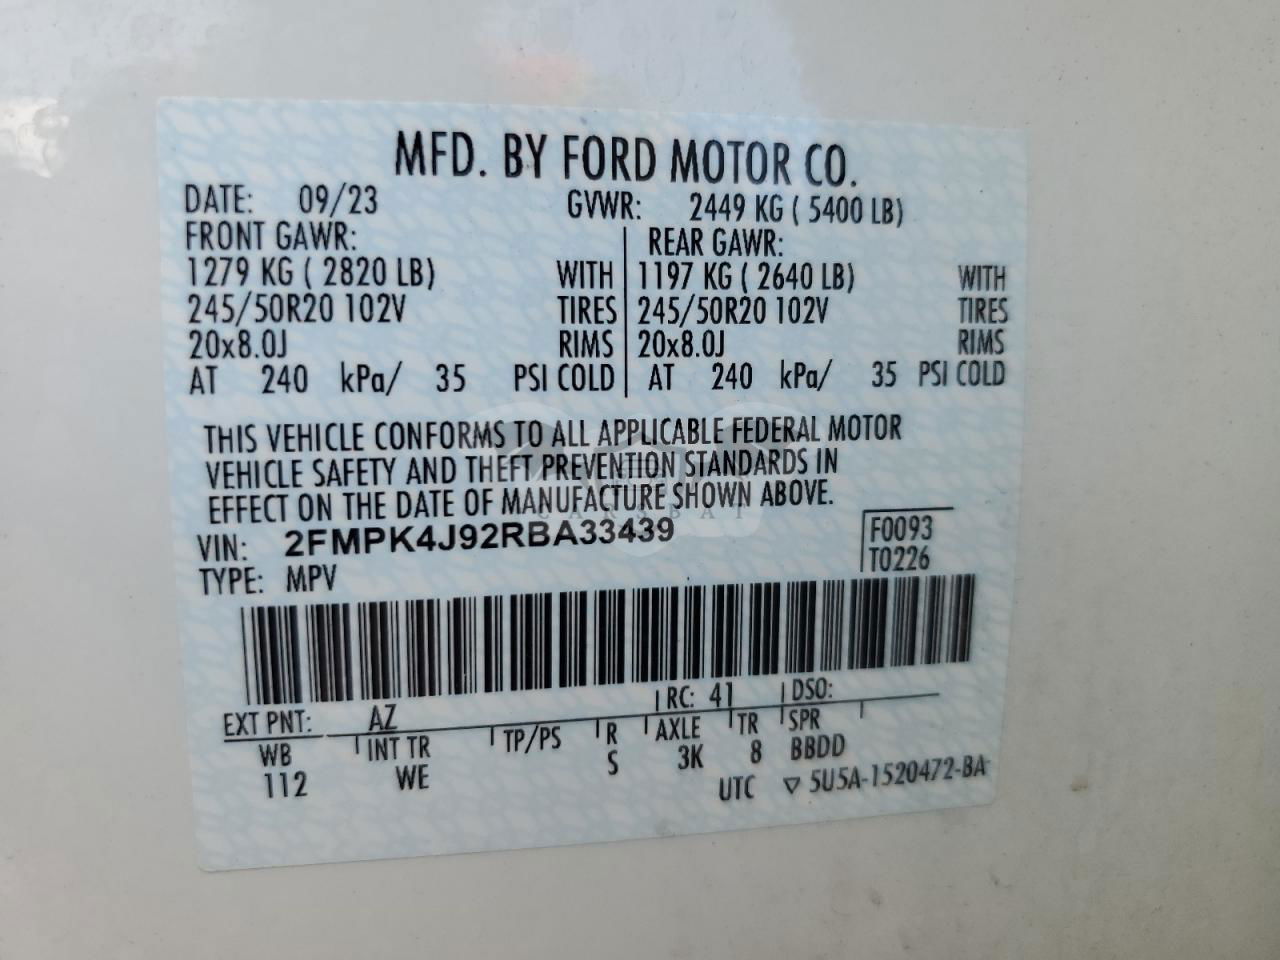 MFD. BY FORD MOTOR CO.
DATE: 09/23 GVWR: 2449 KG ( 5400 LB)
FRONT GAWR: REAR GAWR:
1279 KG ( 2820 LB) WITH 1197 KG ( 2640 LB) WITH
245/50R20 102V TIRES 245/50R20 102V TIRES
20x8.0J RIMS 20x8.0J RIMS
AT 240 kPa/ 35 PSI COLD AT 240 kPa/ 35 PSI COLD
THIS VEHICLE CONFORMS TO ALL APPLICABLE FEDERAL MOTOR
VEHICLE SAFETY AND THEFT PREVENTION STANDARDS IN
EFFECT ON THE DATE OF MANUFACTURE SHOWN ABOVE.
CARSBAT
VIN: 2FMPK4J92RBA33439 F0093
TYPE: MPV T0226
EXT PNT: AZ RC: 41 DSO:
WB INT TR TP/PS R AXLE TR SPR
112 WE S 3K 8 BBDD
UTC ▽ 5U5A-1520472-BA